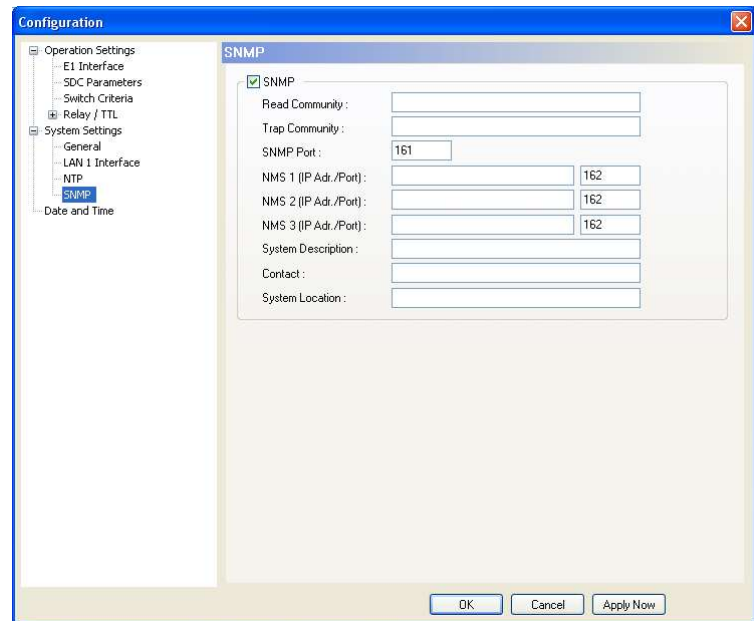 Configuration
Operation Settings
E1 Interface
SDC Parameters
Switch Criteria
Relay / TTL
System Settings
General
LAN 1 Interface
NTP
SNMP
Date and Time
SNMP
SNMP
Read Community :
Trap Community :
SNMP Port : 161
NMS 1 (IP Adr./Port) : 162
NMS 2 (IP Adr./Port) : 162
NMS 3 (IP Adr./Port) : 162
System Description :
Contact :
System Location :
OK Cancel Apply Now